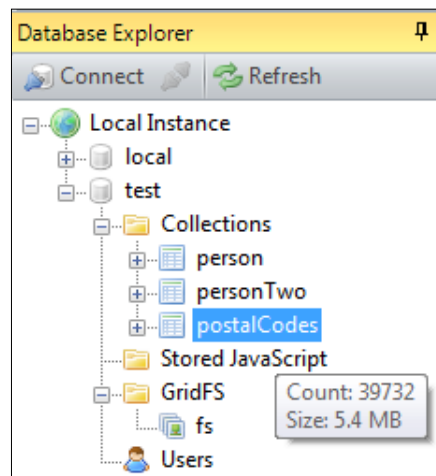 Database Explorer
Connect Refresh
Local Instance
local
test
Collections
person
personTwo
postalCodes
Stored JavaScript
GridFS
Count: 39732
Size: 5.4 MB
fs
Users